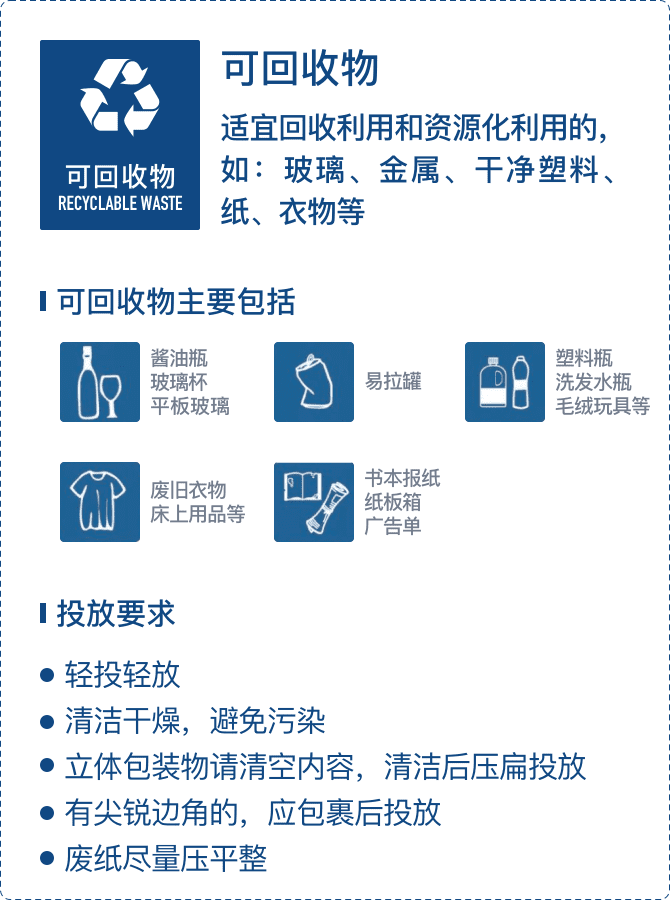 可回收物
RECYCLABLE WASTE
可回收物
适宜回收利用和资源化利用的，
如：玻璃、金属、干净塑料、
纸、衣物等
可回收物主要包括
酱油瓶
玻璃杯
平板玻璃
易拉罐
塑料瓶
洗发水瓶
毛绒玩具等
废旧衣物
床上用品等
书本报纸
纸板箱
广告单
投放要求
轻投轻放
清洁干燥，避免污染
立体包装物请清空内容，清洁后压扁投放
有尖锐边角的，应包裹后投放
废纸尽量压平整